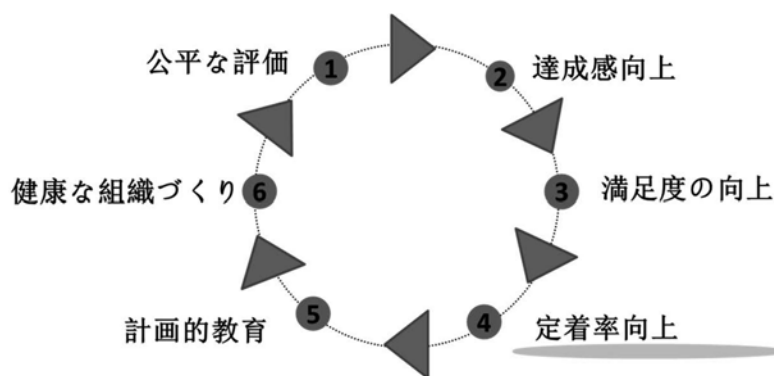 1 公平な評価
2 達成感向上
3 満足度の向上
4 定着率向上
5 計画的教育
6 健康な組織づくり